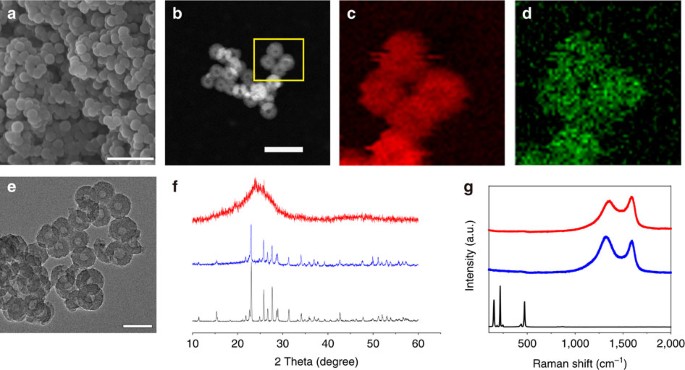 a
b
c
d
e
f
g
10 20 30 40 50 60
2 Theta (degree)
Intensity (a.u.)
500 1,000 1,500 2,000
Raman shift (cm⁻¹)